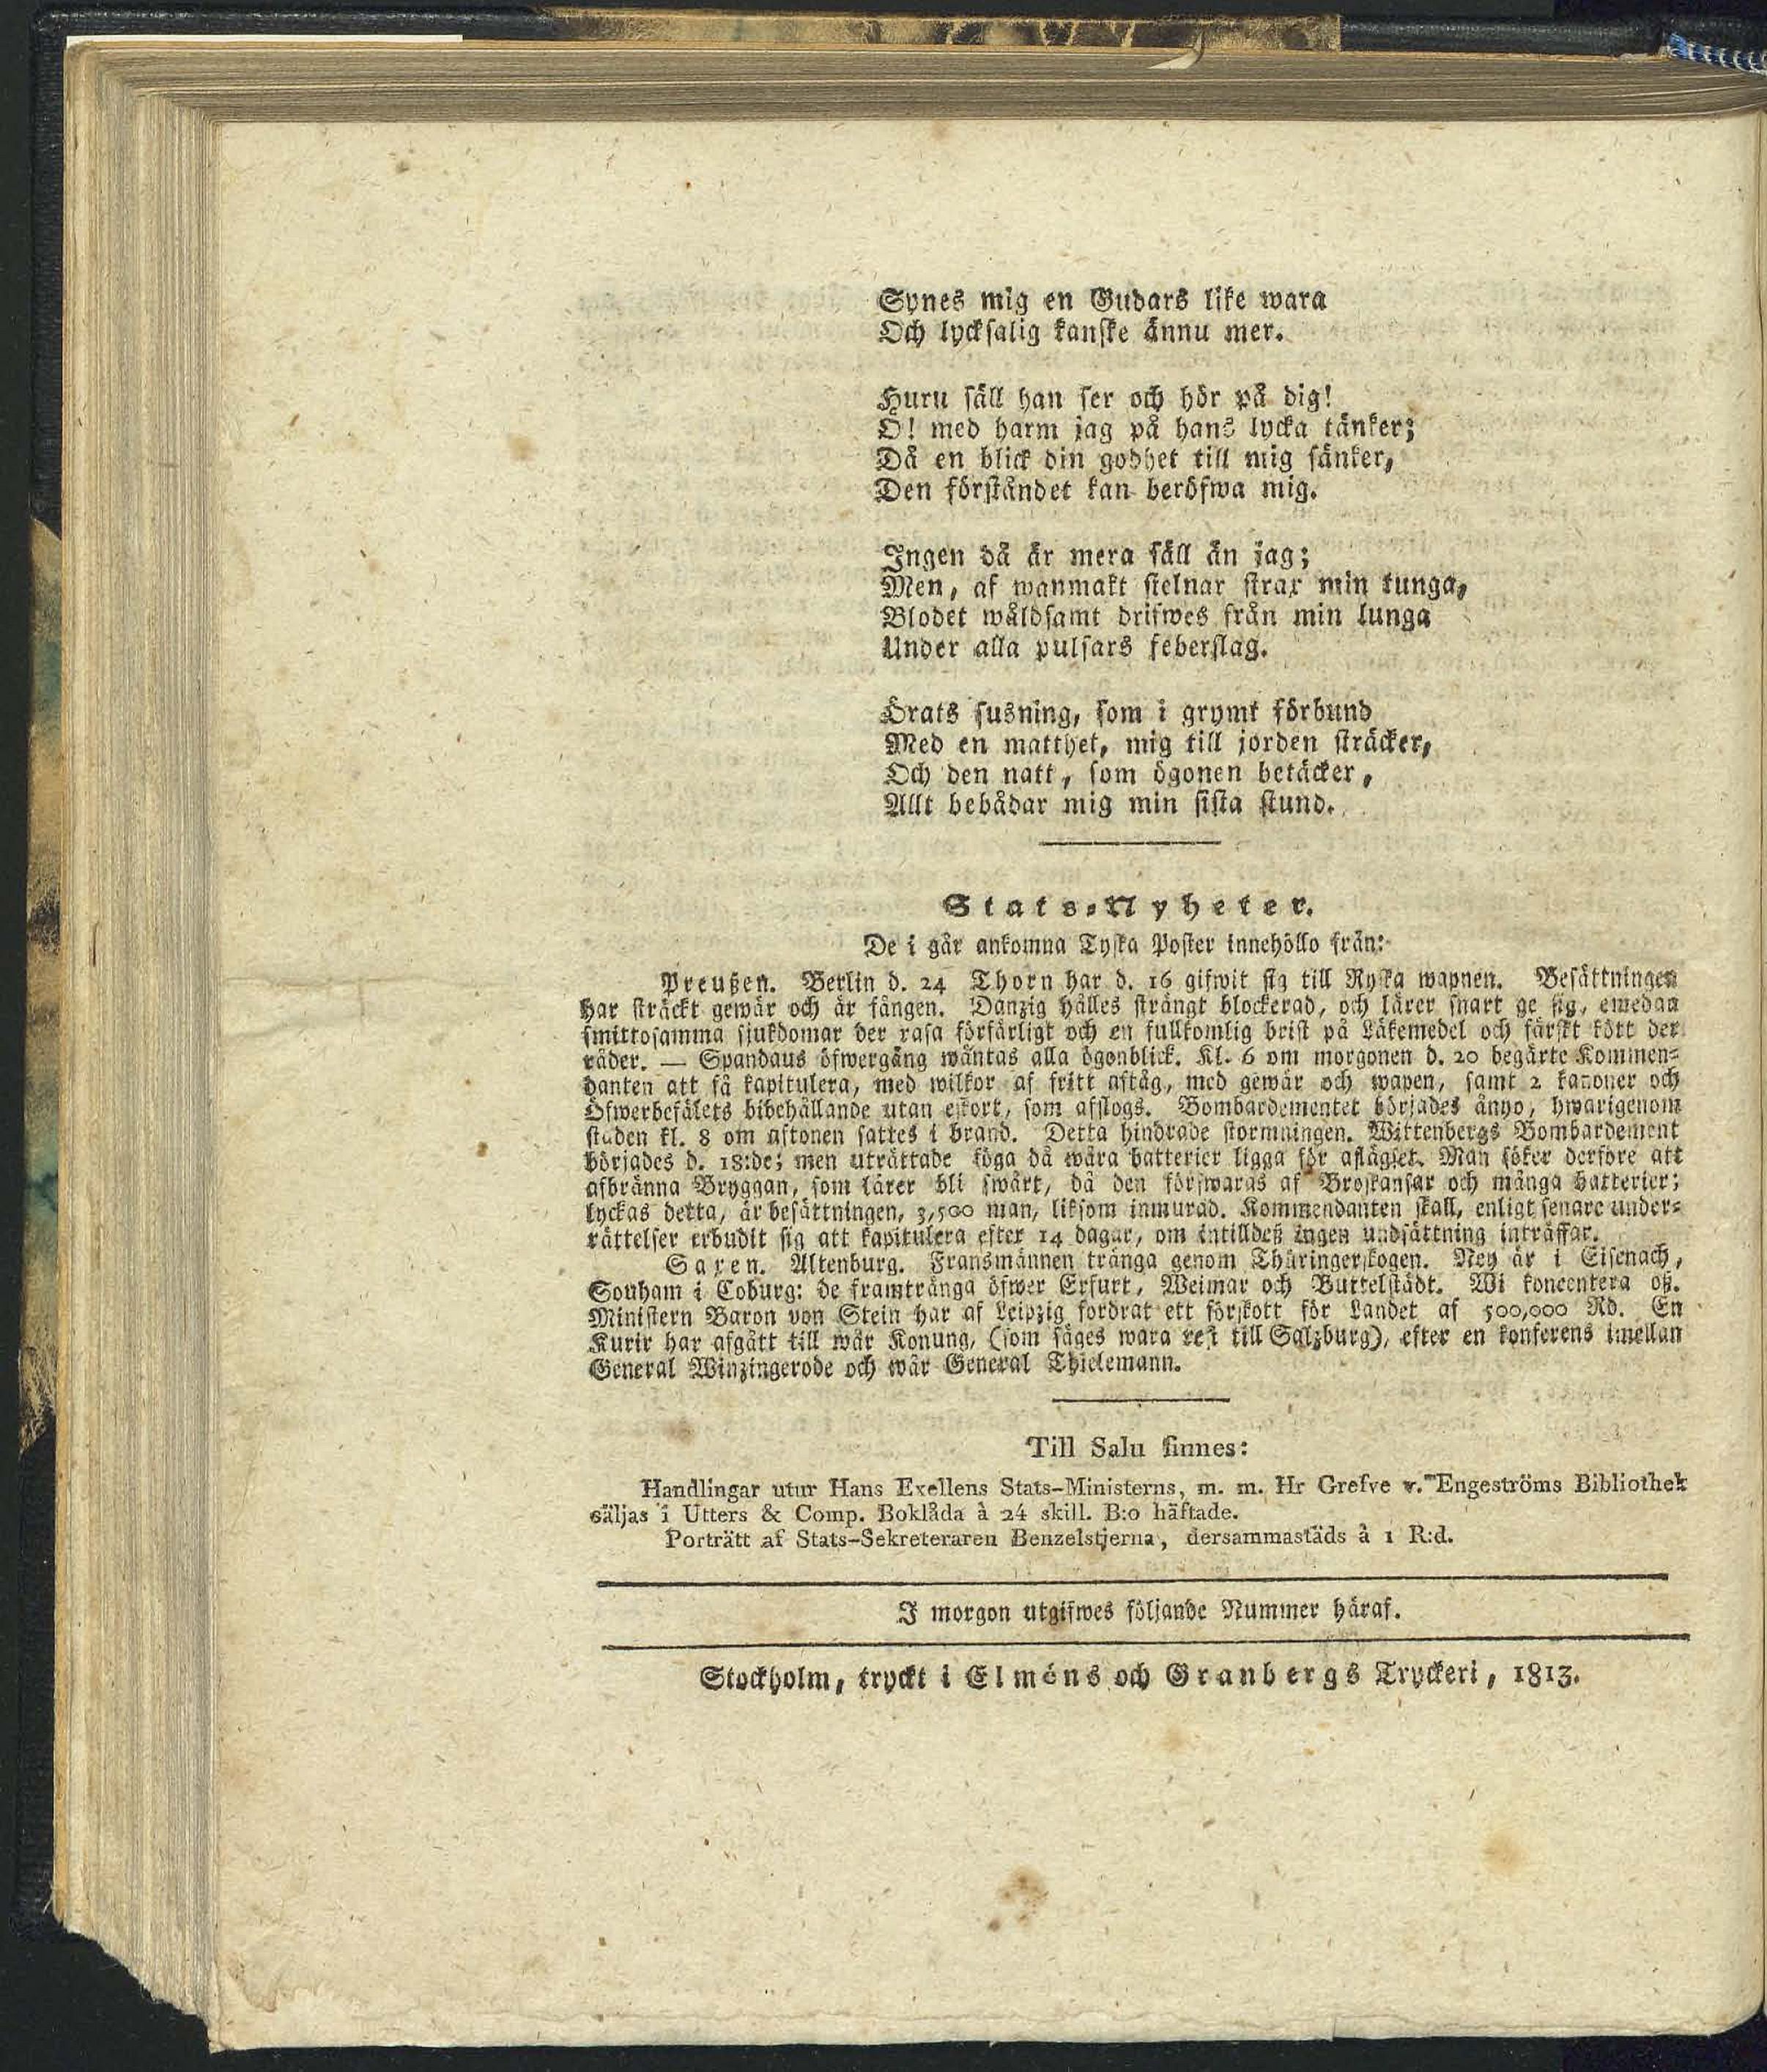 Synes mig en Gudars like wara
Och lycksalig kanske ännu mer.
Huru säll han ser och hör på dig!
O! med harm jag på hans lycka tänker;
Då en blick din godhet till mig sänker,
Den förståndet kan beröfwa mig.
Ingen då är mera säll än jag;
Men, af wanmakt stelnar strax min tunga,
Blodet wåldsamt drifwes från min lunga
Under alla pulsars feberslag.
Örats susning, som i grymt förbund
Med en matthet, mig till jorden sträcker,
Och den natt, som ögonen betäcker,
Allt bebådar mig min sista stund.
Stats-Nyheter.
De i går ankomna Tyska Poster innehöllo från:
Preußen. Berlin d. 24 Thorn har d. 16 gifwit sig till Ryska wapnen. Besättningen
har sträckt gewär och är fången. Danzig hålles strängt blockerad, och lärer snart ge sig, emedan
smittosamma sjukdomar der rasa förfärligt och en fullkomlig brist på Läkemedel och färskt kött der
råder. — Spandaus öfwergång wäntas alla ögonblick. Kl. 6 om morgonen d. 20 begärte Kommen-
danten att få kapitulera, med wilkor af fritt aftåg, med gewär och wapen, samt 2 kanoner och
Öfwerbefälets bibehållande utan eskort, som afslogs. Bombardementet börjades ånyo, hwarigenom
staden kl. 8 om aftonen sattes i brand. Detta hindrade stormningen. Wittenbergs Bombardement
börjades d. 18:de; men uträttade föga då wåra batterier ligga för aflägset. Man söker derföre att
afbränna Bryggan, som lärer bli swårt, då den förswaras af Broskansar och många batterier;
lyckas detta, är besättningen, 3,500 man, liksom inmurad. Kommendanten skall, enligt senare under-
rättelser erbudit sig att kapitulera efter 14 dagar, om intilldeß ingen undsättning inträffar.
Saxen. Altenburg. Fransmännen tränga genom Thüringerskogen. Ney är i Eisenach,
Souham i Coburg: de framtränga öfwer Erfurt, Weimar och Buttelstädt. Wi koncentera oß.
Ministern Baron von Stein har af Leipzig fordrat ett förskott för Landet af 500,000 Rd. En
Kurir har afgått till wår Konung, (som säges wara rest till Salzburg), efter en konferens imellan
General Winzingerode och wår General Thielemann.
Till Salu finnes:
Handlingar utur Hans Exellens Stats-Ministerns, m. m. Hr Grefve v. Engeströms Bibliothek
säljas i Utters & Comp. Boklåda à 24 skill. B:o häftade.
Porträtt af Stats-Sekreteraren Benzelstjerna, dersammastäds à 1 R:d.
I morgon utgifwes följande Nummer häraf.
Stockholm, tryckt i Elméns och Granbergs Tryckeri, 1813.